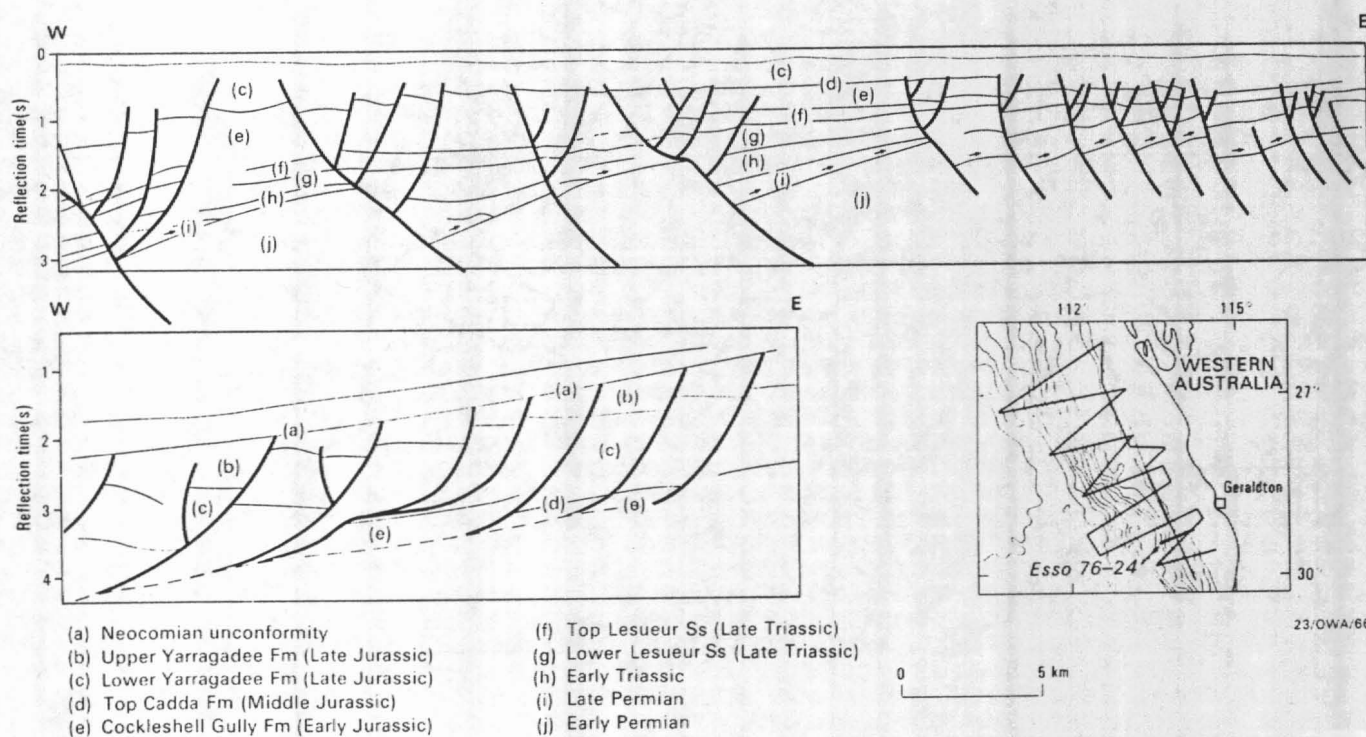 W E
0
1
2
3
Reflection time(s)
(c) (c)
(d)
(e) (e)
(f) (f)
(g) (g)
(h) (h)
(i) (i)
(j) (j)
W E
1
2
3
4
Reflection time(s)
(a) (a)
(b) (b)
(c) (c)
(d)
(e) (e)
112° 115°
WESTERN
AUSTRALIA
27
Geraldton
Esso 76–24
30
23/OWA/66
0 5 km
(a) Neocomian unconformity
(b) Upper Yarragadee Fm (Late Jurassic)
(c) Lower Yarragadee Fm (Late Jurassic)
(d) Top Cadda Fm (Middle Jurassic)
(e) Cockleshell Gully Fm (Early Jurassic)
(f) Top Lesueur Ss (Late Triassic)
(g) Lower Lesueur Ss (Late Triassic)
(h) Early Triassic
(i) Late Permian
(j) Early Permian